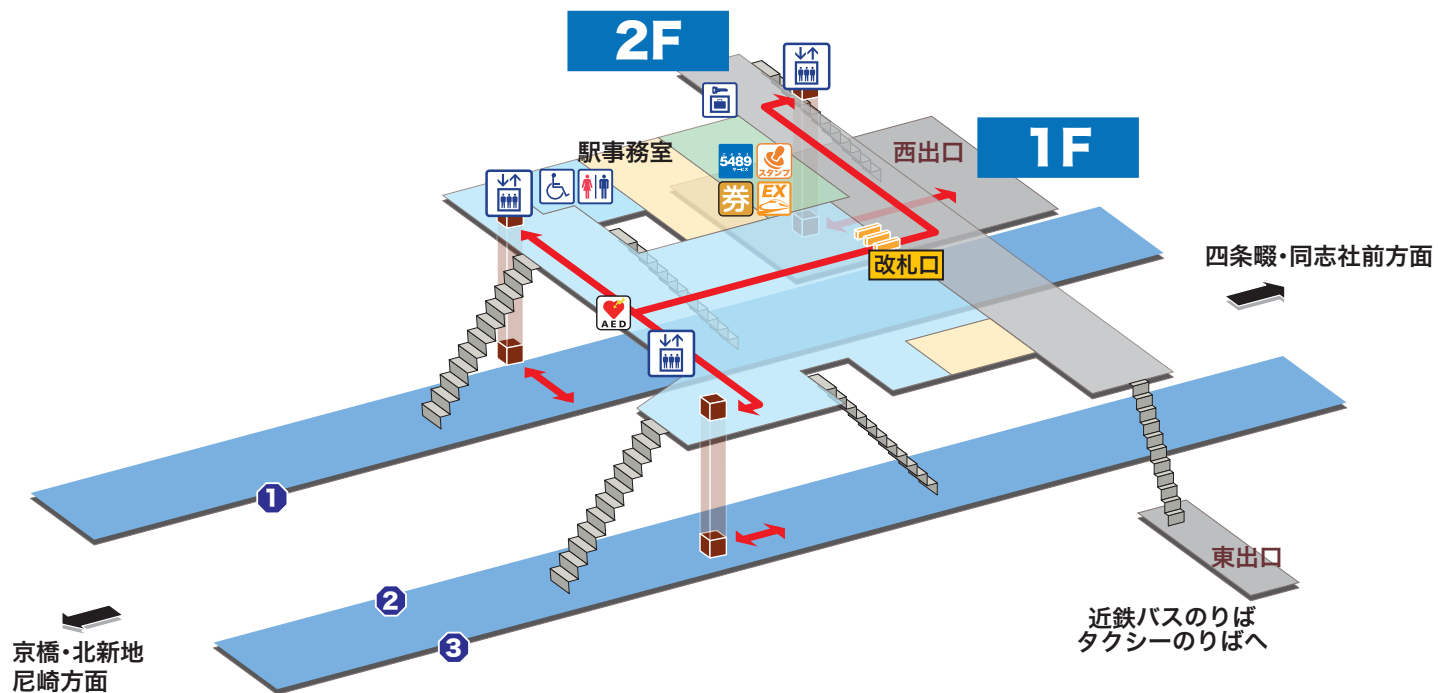 2F
1F
駅事務室
西出口
5489
サービス
スタンプ
券
EX
改札口
四条畷・同志社前方面
AED
1
2
3
東出口
近鉄バスのりば
タクシーのりばへ
京橋・北新地
尼崎方面